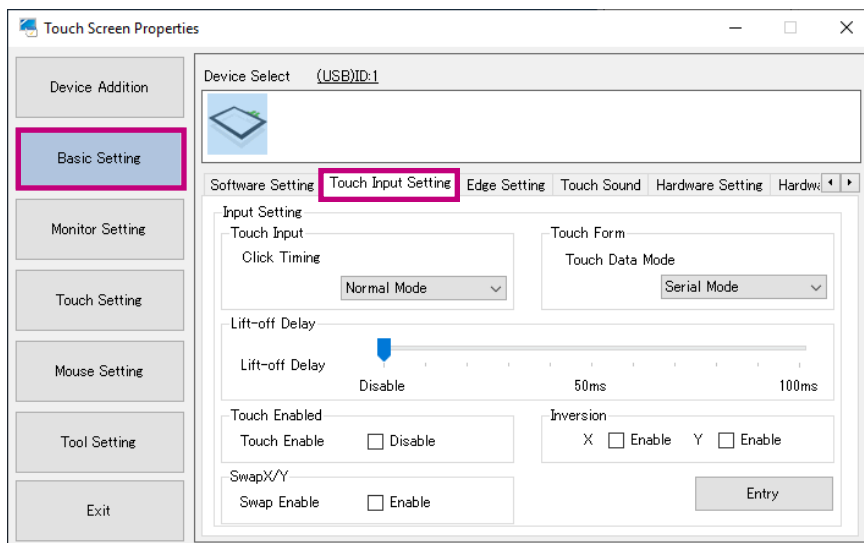 Touch Screen Properties
Device Addition
Basic Setting
Monitor Setting
Touch Setting
Mouse Setting
Tool Setting
Exit
Device Select (USB)ID:1
Software Setting Touch Input Setting Edge Setting Touch Sound Hardware Setting Hardwa
Input Setting
Touch Input
Click Timing
Normal Mode
Touch Form
Touch Data Mode
Serial Mode
Lift-off Delay
Lift-off Delay
Disable 50ms 100ms
Touch Enabled
Touch Enable Disable
Inversion
X Enable Y Enable
SwapX/Y
Swap Enable Enable
Entry